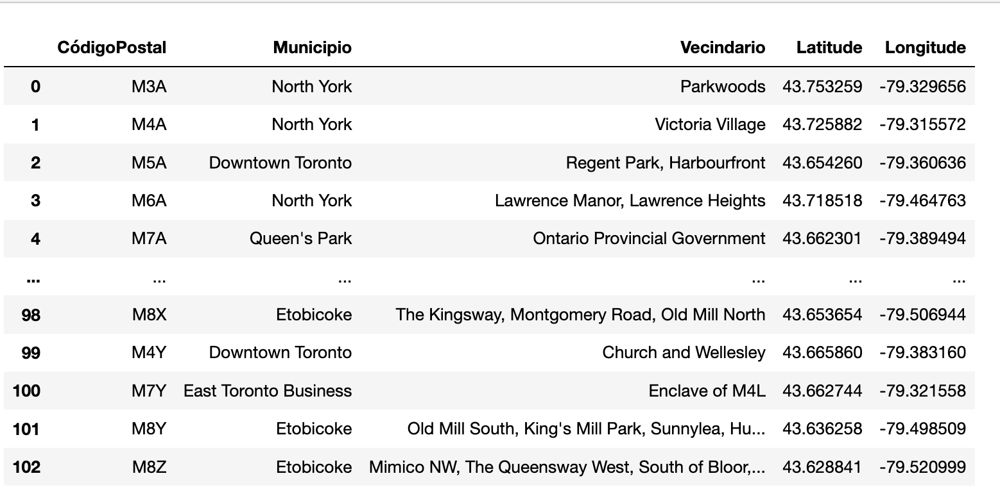 CódigoPostal Municipio Vecindario Latitude Longitude
0 M3A North York Parkwoods 43.753259 -79.329656
1 M4A North York Victoria Village 43.725882 -79.315572
2 M5A Downtown Toronto Regent Park, Harbourfront 43.654260 -79.360636
3 M6A North York Lawrence Manor, Lawrence Heights 43.718518 -79.464763
4 M7A Queen's Park Ontario Provincial Government 43.662301 -79.389494
... ... ... ... ... ...
98 M8X Etobicoke The Kingsway, Montgomery Road, Old Mill North 43.653654 -79.506944
99 M4Y Downtown Toronto Church and Wellesley 43.665860 -79.383160
100 M7Y East Toronto Business Enclave of M4L 43.662744 -79.321558
101 M8Y Etobicoke Old Mill South, King's Mill Park, Sunnylea, Hu... 43.636258 -79.498509
102 M8Z Etobicoke Mimico NW, The Queensway West, South of Bloor,... 43.628841 -79.520999